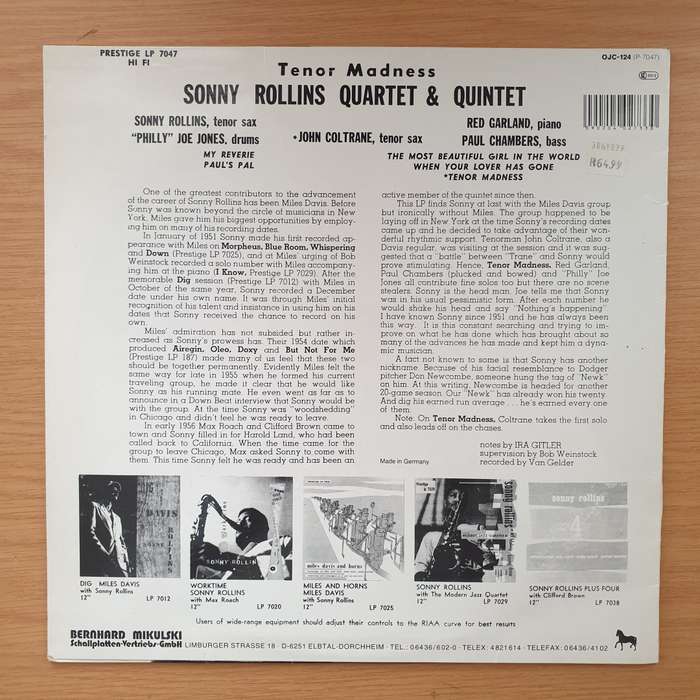 PRESTIGE LP 7047
HI FI
OJC-124 (P-7047)
Tenor Madness
SONNY ROLLINS QUARTET & QUINTET
SONNY ROLLINS, tenor sax
"PHILLY" JOE JONES, drums
•JOHN COLTRANE, tenor sax
RED GARLAND, piano
PAUL CHAMBERS, bass
MY REVERIE
PAUL'S PAL
THE MOST BEAUTIFUL GIRL IN THE WORLD
WHEN YOUR LOVER HAS GONE
•TENOR MADNESS
R64.99
One of the greatest contributors to the advancement
of the career of Sonny Rollins has been Miles Davis. Before
Sonny was known beyond the circle of musicians in New
York, Miles gave him his biggest opportunities by employ-
ing him on many of his recording dates.
In January of 1951 Sonny made his first recorded ap-
pearance with Miles on Morpheus, Blue Room, Whispering
and Down (Prestige LP 7025), and at Miles' urging of Bob
Weinstock recorded a solo number with Miles accompany-
ing him at the piano (I Know, Prestige LP 7029). After the
memorable Dig session (Prestige LP 7012) with Miles in
October of the same year, Sonny recorded a December
date under his own name. It was through Miles' initial
recognition of his talent and insistance in using him on his
dates that Sonny received the chance to record on his
own.
Miles' admiration has not subsided but rather in-
creased as Sonny's prowess has. Their 1954 date which
produced Airegin, Oleo, Doxy and But Not For Me
(Prestige LP 187) made many of us feel that these two
should be together permanently. Evidently Miles felt the
same way for late in 1955 when he formed his current
traveling group, he made it clear that he would like
Sonny as his running mate. He even went as far as to
announce in a Down Beat interview that Sonny would be
with the group. At the time Sonny was "woodshedding"
in Chicago and didn't feel he was ready to leave.
In early 1956 Max Roach and Clifford Brown came to
town and Sonny filled in for Harold Land, who had been
called back to California. When the time came for the
group to leave Chicago, Max asked Sonny to come with
them. This time Sonny felt he was ready and has been an
active member of the quintet since then.
This LP finds Sonny at last with the Miles Davis group
but ironically without Miles. The group happened to be
laying off in New York at the time Sonny's recording dates
came up and he decided to take advantage of their won-
derful rhythmic support. Tenorman John Coltrane, also a
Davis regular, was visiting at the session and it was sug-
gested that a "battle" between "Trane" and Sonny would
prove stimulating. Hence, Tenor Madness. Red Garland,
Paul Chambers (plucked and bowed) and "Philly" Joe
Jones all contribute fine solos too but there are no scene
stealers. Sonny is the head man. Joe tells me that Sonny
was in his usual pessimistic form. After each number he
would shake his head and say "Nothing's happening".
I have known Sonny since 1951 and he has always been
this way. It is this constant searching and trying to im-
prove on what he has done which has brought about so
many of the advances he has made and kept him a dyna-
mic musician.
A fact not known to some is that Sonny has another
nickname. Because of his facial resemblance to Dodger
pitcher Don Newcombe, someone hung the tag of "Newk"
on him. At this writing, Newcombe is headed for another
20-game season. Our "Newk" has already won his twenty.
And dig his earned run average . . . he's earned every one
of them.
Note: On Tenor Madness, Coltrane takes the first solo
and also leads off on the chases.
notes by IRA GITLER
supervision by Bob Weinstock
recorded by Van Gelder
Made in Germany
DIG MILES DAVIS
with Sonny Rollins
12" LP 7012
SONNY ROLLINS
WORKTIME
SONNY ROLLINS
with Max Roach
12" LP 7020
miles davis and horns
MILES AND HORNS
MILES DAVIS
with Sonny Rollins
12" LP 7025
sonny rollins
SONNY ROLLINS
with The Modern Jazz Quartet
12" LP 7029
sonny rollins
SONNY ROLLINS PLUS FOUR
with Clifford Brown
12" LP 7038
Users of wide-range equipment should adjust their controls to the RIAA curve for best results
BERNHARD MIKULSKI
Schallplatten-Vertriebs-GmbH
LIMBURGER STRASSE 18 · D-6251 ELBTAL-DORCHHEIM · TEL.: 06436/602-0 · TELEX: 4821614 · TELEFAX: 06436/4102